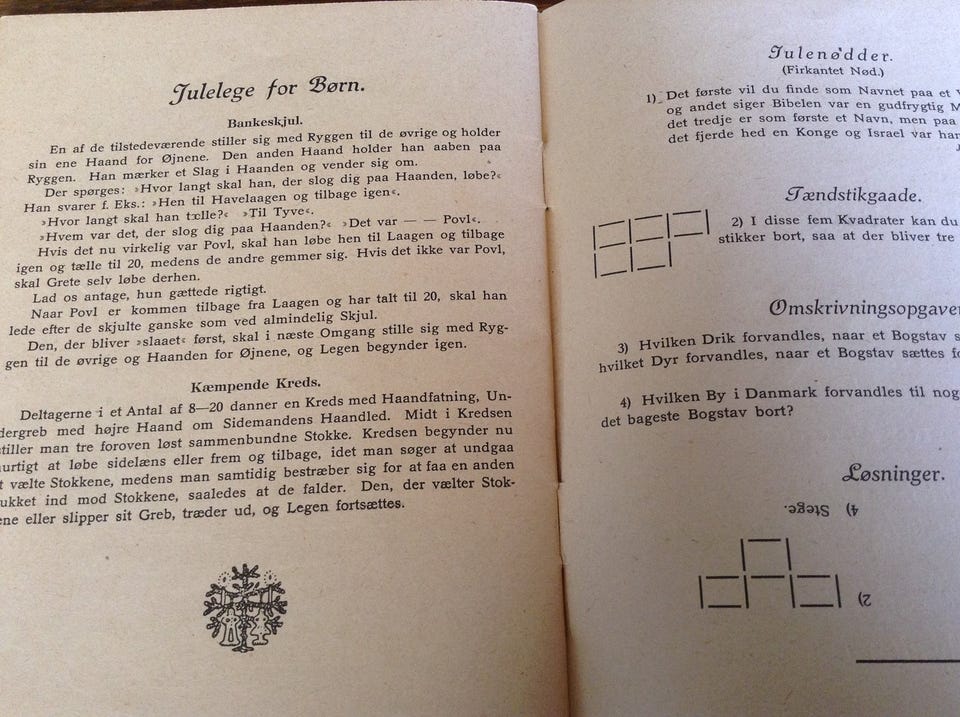 Julelege for Børn.
Bankeskjul.
En af de tilstedeværende stiller sig med Ryggen til de øvrige og holder
sin ene Haand for Øjnene. Den anden Haand holder han aaben paa
Ryggen. Han mærker et Slag i Haanden og vender sig om.
Der spørges: »Hvor langt skal han, der slog dig paa Haanden, løbe?«
Han svarer f. Eks.: »Hen til Havelaagen og tilbage igen«.
»Hvor langt skal han tælle?« »Til Tyve«.
»Hvem var det, der slog dig paa Haanden?« »Det var — — Povl«.
Hvis det nu virkelig var Povl, skal han løbe hen til Laagen og tilbage
igen og tælle til 20, medens de andre gemmer sig. Hvis det ikke var Povl,
skal Grete selv løbe derhen.
Lad os antage, hun gættede rigtigt.
Naar Povl er kommen tilbage fra Laagen og har talt til 20, skal han
lede efter de skjulte ganske som ved almindelig Skjul.
Den, der bliver »slaaet« først, skal i næste Omgang stille sig med Ryg-
gen til de øvrige og Haanden for Øjnene, og Legen begynder igen.
Kæmpende Kreds.
Deltagerne i et Antal af 8—20 danner en Kreds med Haandfatning, Un-
dergreb med højre Haand om Sidemandens Haandled. Midt i Kredsen
stiller man tre foroven løst sammenbundne Stokke. Kredsen begynder nu
hurtigt at løbe sidelæns eller frem og tilbage, idet man søger at undgaa
t vælte Stokkene, medens man samtidig bestræber sig for at faa en anden
ukket ind mod Stokkene, saaledes at de falder. Den, der vælter Stok-
ene eller slipper sit Greb, træder ud, og Legen fortsættes.
Julenødder.
(Firkantet Nød.)
1) Det første vil du finde som Navnet paa et
og andet siger Bibelen var en gudfrygtig
det tredje er som første et Navn, men paa
det fjerde hed en Konge og Israel var han
Tændstikgaade.
2) I disse fem Kvadrater kan du
stikker bort, saa at der bliver tre
Omskrivningsopgaver
3) Hvilken Drik forvandles, naar et Bogstav s
hvilket Dyr forvandles, naar et Bogstav sættes fo
4) Hvilken By i Danmark forvandles til nog
det bageste Bogstav bort?
Løsninger.
4) Stege.
2)